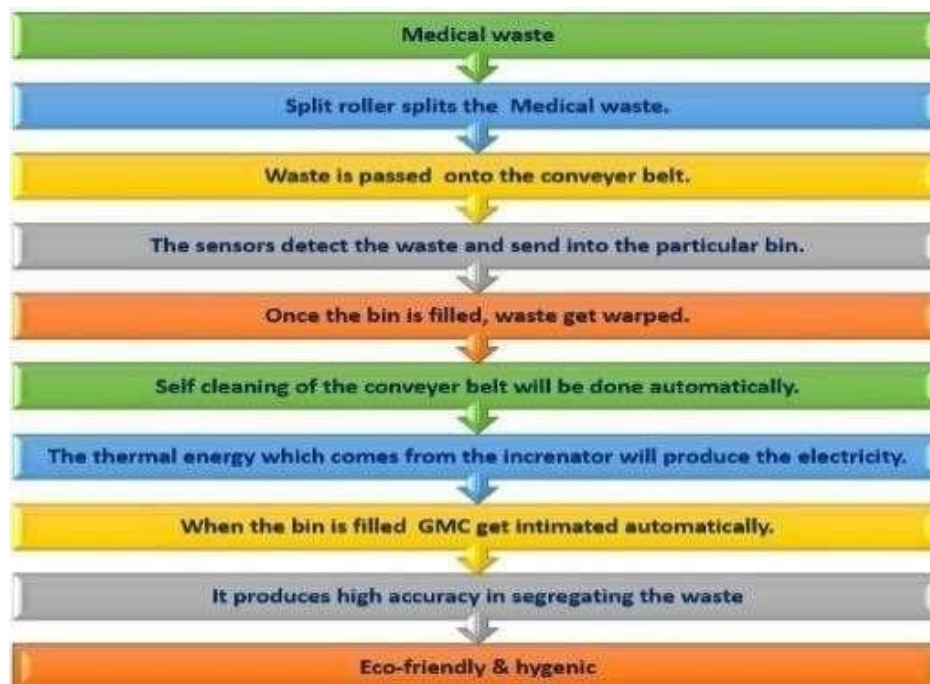 Medical waste
Split roller splits the Medical waste.
Waste is passed onto the conveyer belt.
The sensors detect the waste and send into the particular bin.
Once the bin is filled, waste get warped.
Self cleaning of the conveyer belt will be done automatically.
The thermal energy which comes from the increnator will produce the electricity.
When the bin is filled GMC get intimated automatically.
It produces high accuracy in segregating the waste
Eco-friendly & hygenic